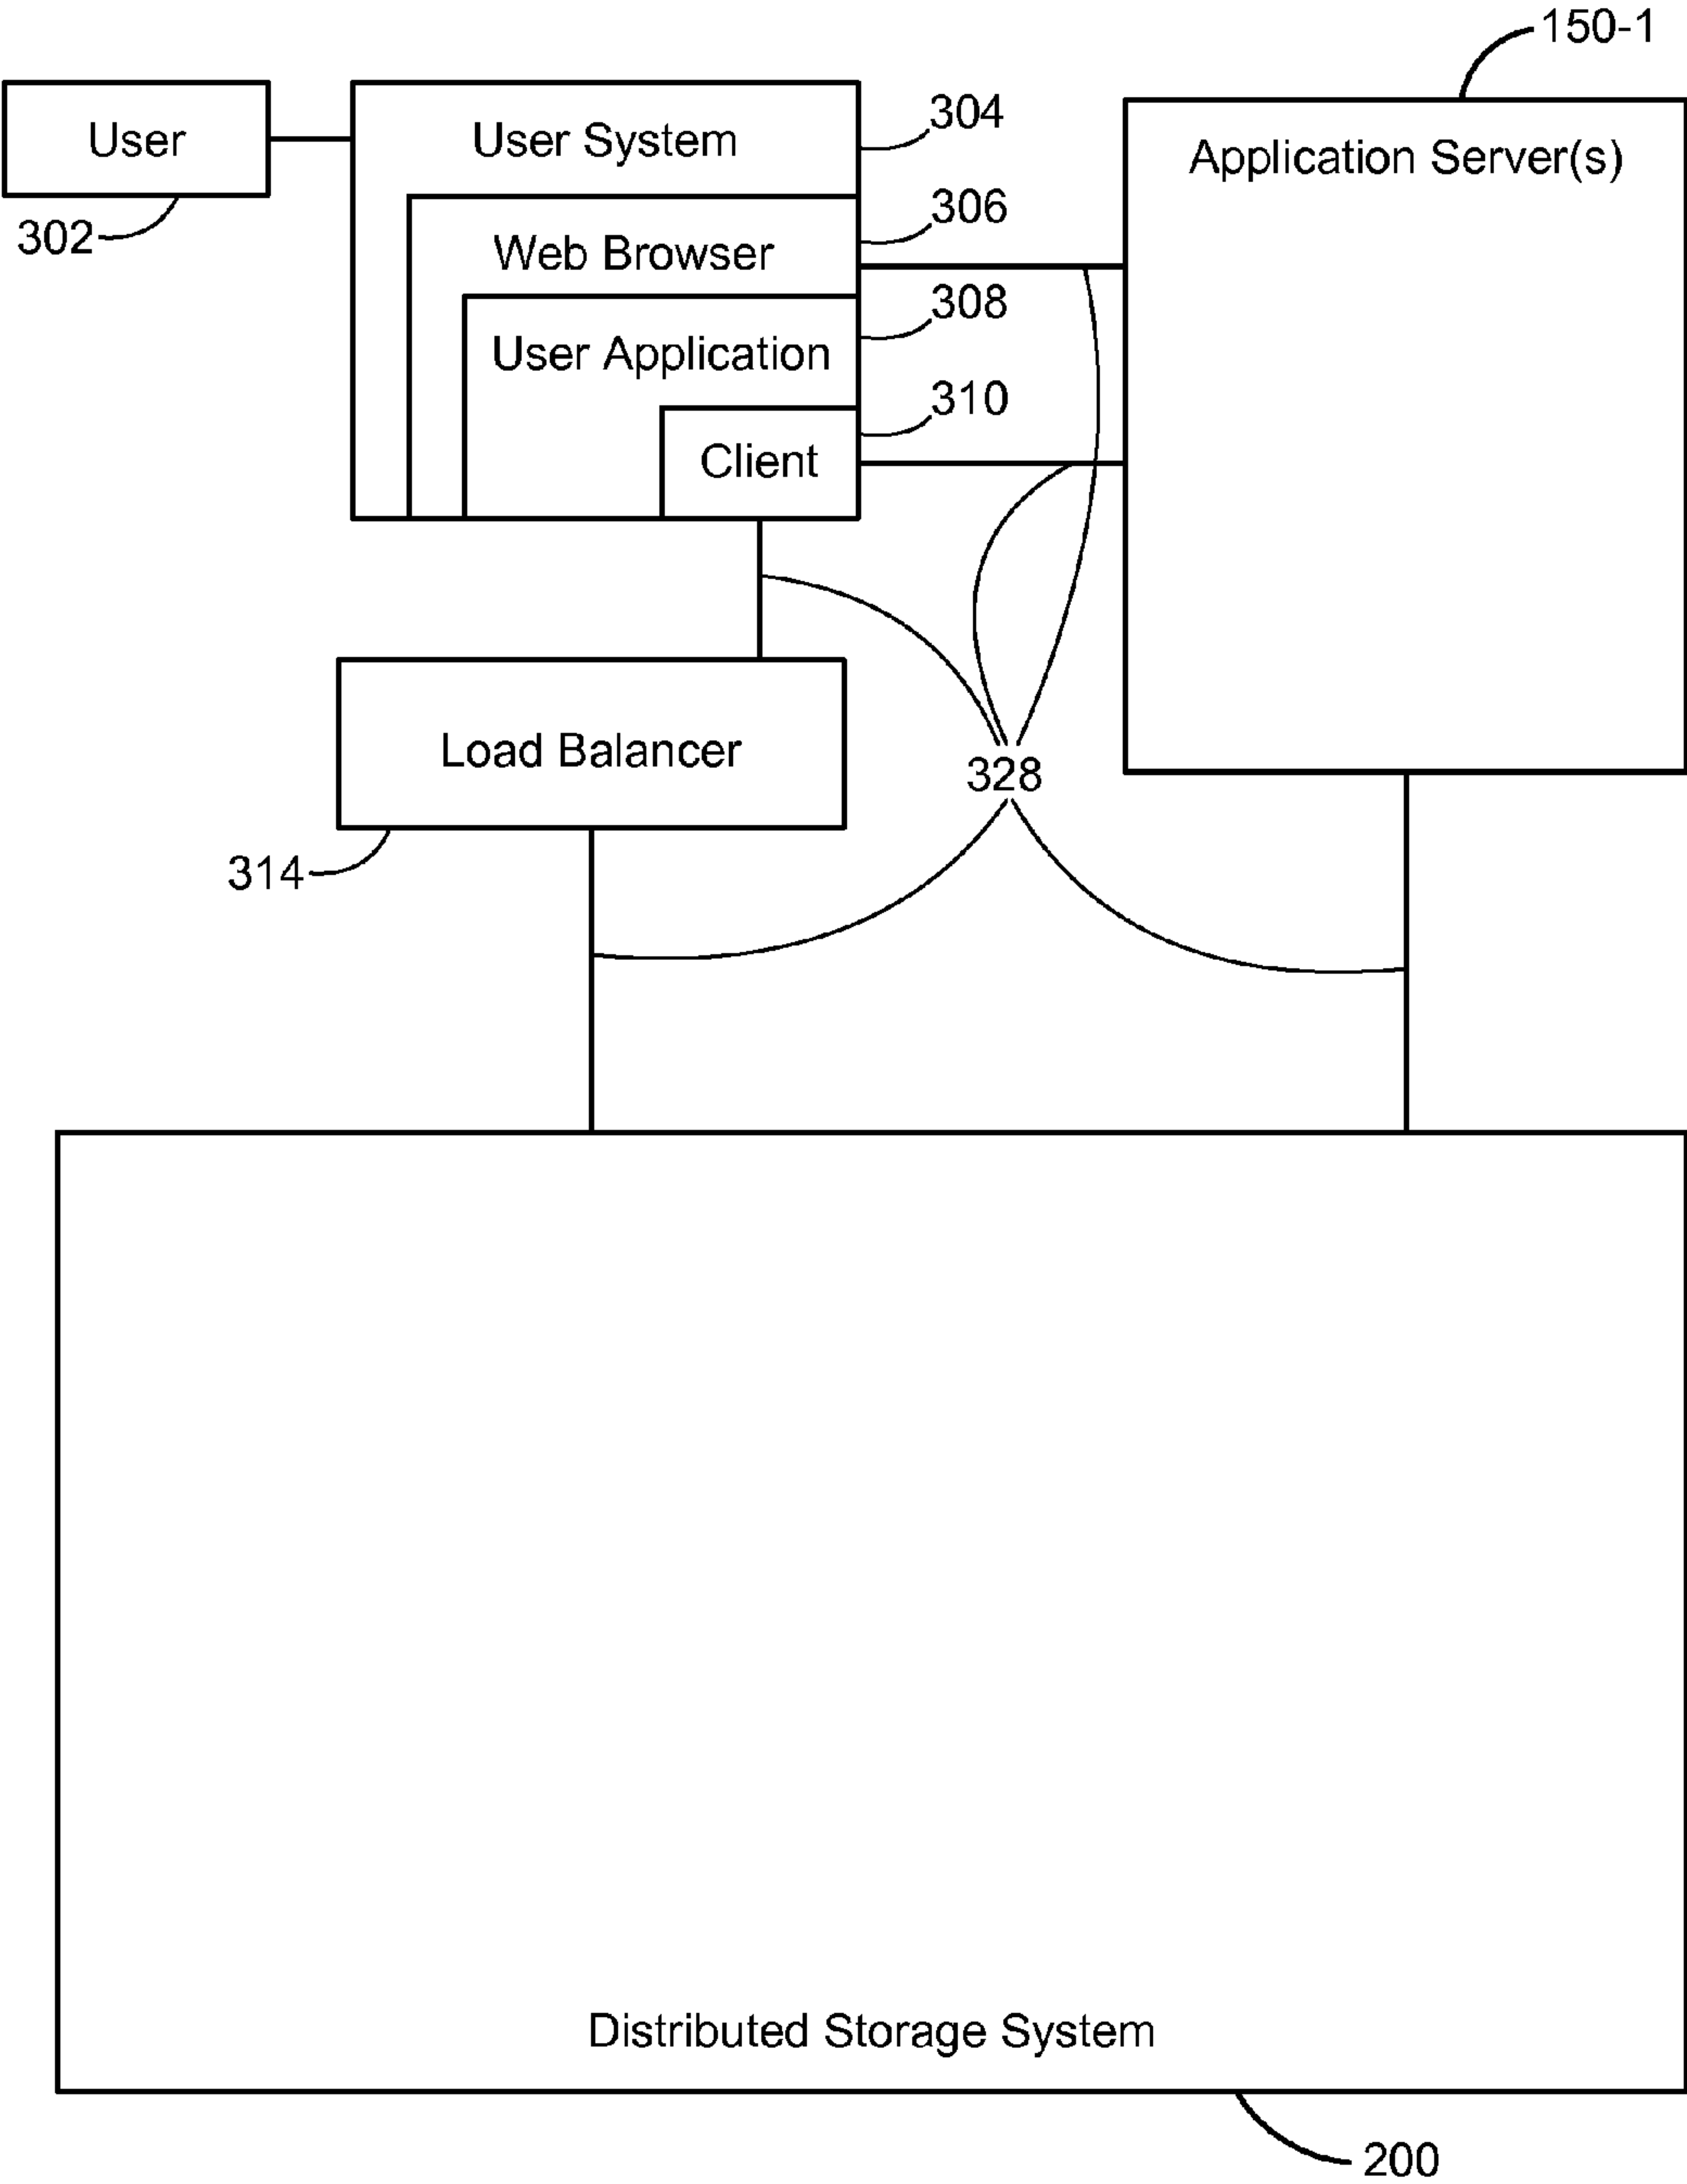 150-1
User
User System
304
Application Server(s)
302
306
Web Browser
308
User Application
310
Client
Load Balancer
328
314
Distributed Storage System
200